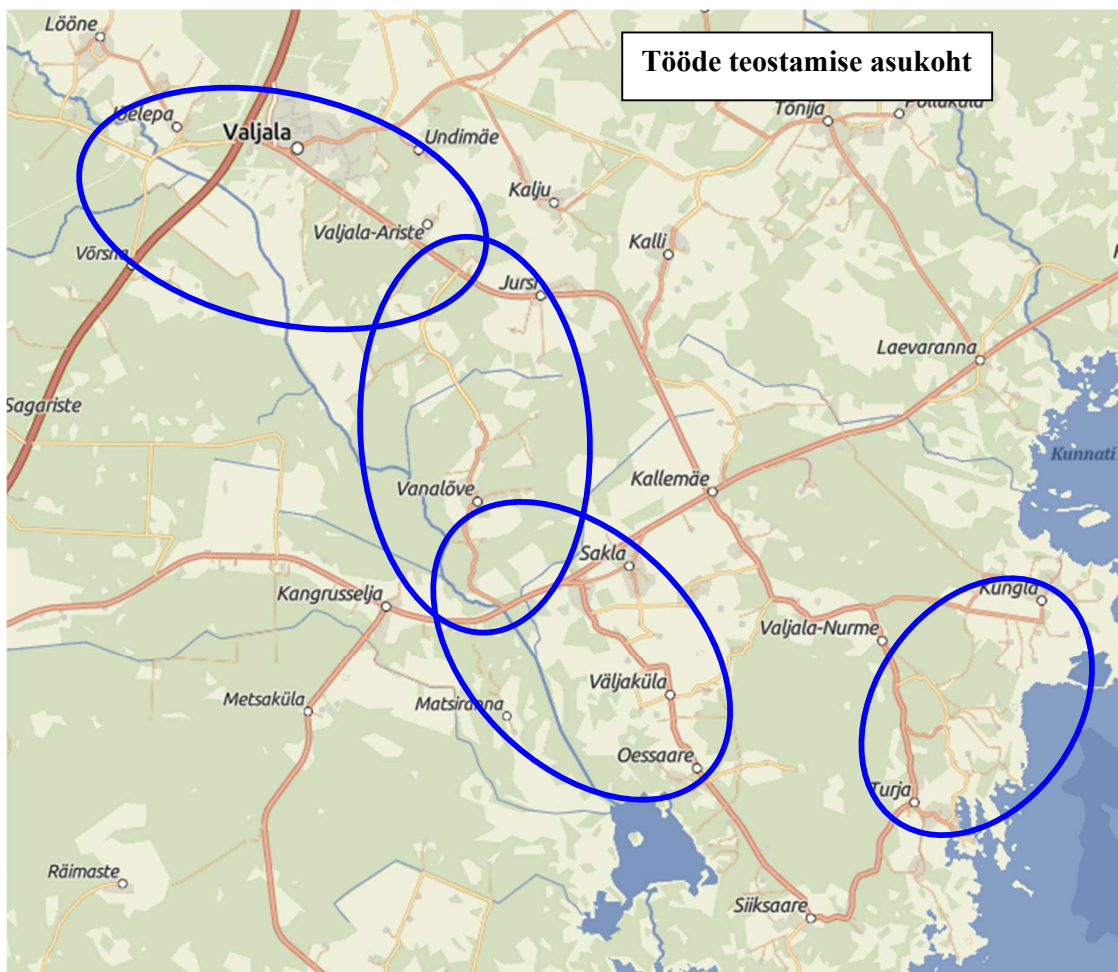 Lööne
Tööde teostamise asukoht
Tõnija
Valjala
Undimäe
Kalju
Valjala-Ariste
Kalli
Jursi
Laevaranna
Sagariste
Kunnati
Vanalõve
Kallemäe
Sakla
Kangrusselja
Kungla
Valjala-Nurme
Väljaküla
Metsaküla
Matsiranna
Oessaare
Turja
Räimaste
Siiksaare